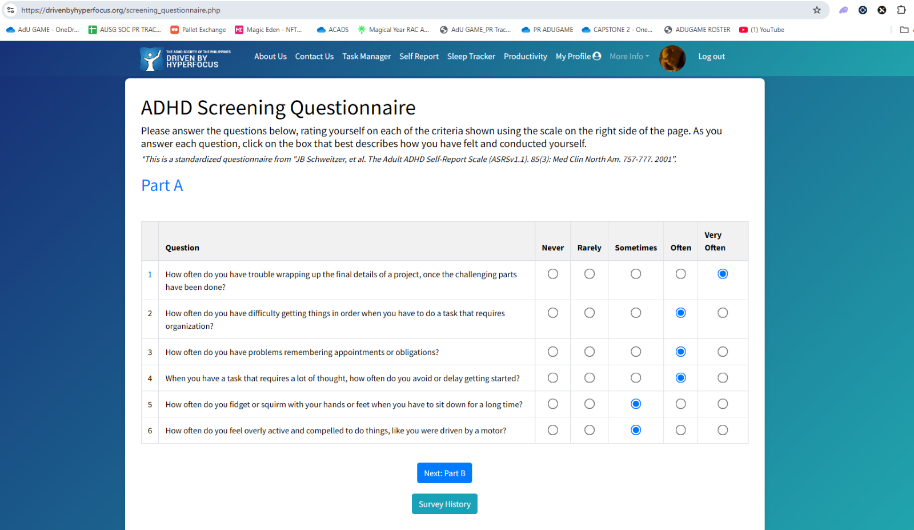 https://drivenbyhyperfocus.org/screening_questionnaire.php
AdU GAME - OneDr... AUSG SOC PR TRAC... Pallet Exchange Magic Eden - NFT... ACAOS Magical Year RAC A... AdU GAME_PR Trac... PR ADUGAME CAPSTONE 2 - One... ADUGAME ROSTER (1) YouTube
THE ADHD SOCIETY OF THE PHILIPPINES
DRIVEN BY
HYPERFOCUS
About Us Contact Us Task Manager Self Report Sleep Tracker Productivity My Profile More Info Log out
ADHD Screening Questionnaire
Please answer the questions below, rating yourself on each of the criteria shown using the scale on the right side of the page. As you
answer each question, click on the box that best describes how you have felt and conducted yourself.
"This is a standardized questionnaire from "JB Schweitzer, et al. The Adult ADHD Self-Report Scale (ASRSv1.1). 85(3): Med Clin North Am. 757-777. 2001".
Part A
Question Never Rarely Sometimes Often Very Often
1 How often do you have trouble wrapping up the final details of a project, once the challenging parts
have been done?
2 How often do you have difficulty getting things in order when you have to do a task that requires
organization?
3 How often do you have problems remembering appointments or obligations?
4 When you have a task that requires a lot of thought, how often do you avoid or delay getting started?
5 How often do you fidget or squirm with your hands or feet when you have to sit down for a long time?
6 How often do you feel overly active and compelled to do things, like you were driven by a motor?
Next: Part B
Survey History